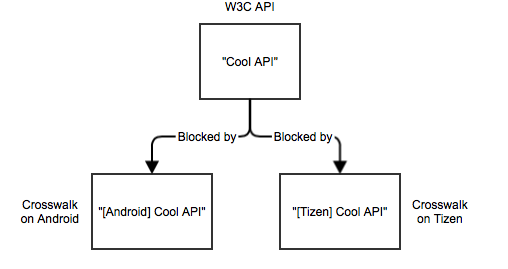 W3C API
"Cool API"
Blocked by
Blocked by
Crosswalk
on Android
"[Android] Cool API"
"[Tizen] Cool API"
Crosswalk
on Tizen